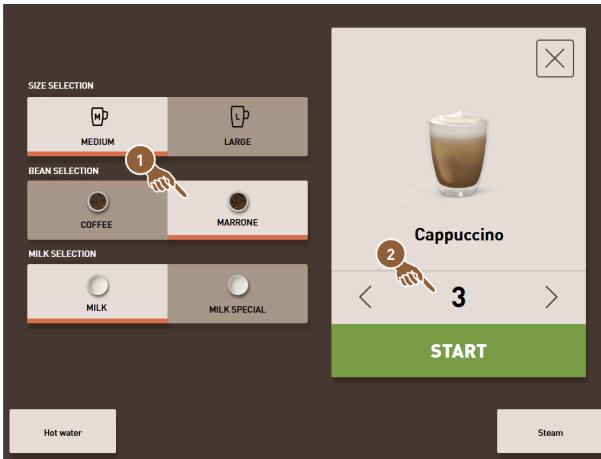 SIZE SELECTION
M
MEDIUM
L
LARGE
1
BEAN SELECTION
COFFEE
MARRONE
MILK SELECTION
MILK
MILK SPECIAL
Cappuccino
2
3
START
Hot water
Steam